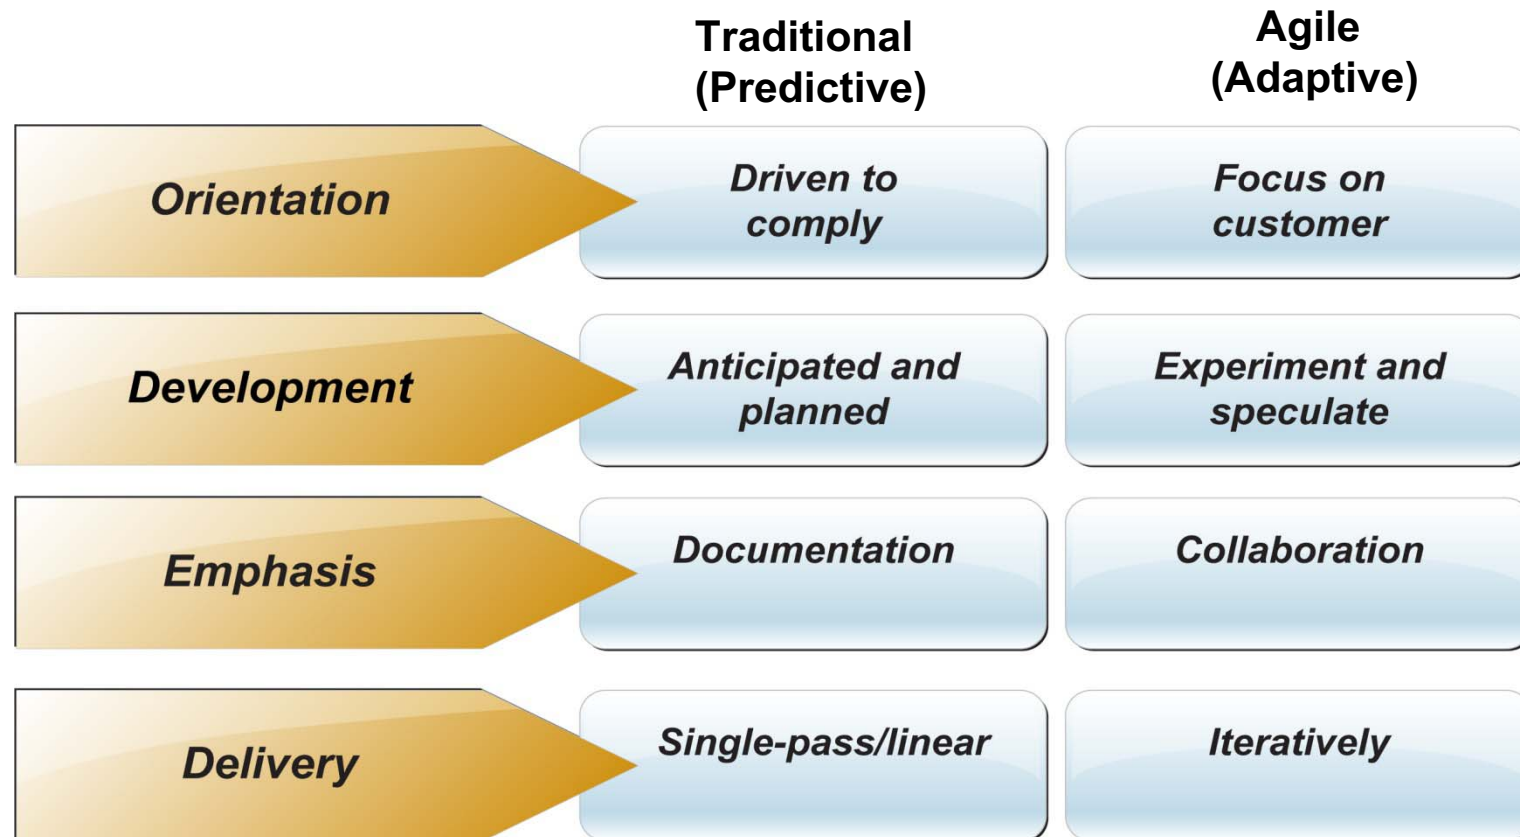 Traditional
(Predictive)
Agile
(Adaptive)
Orientation
Driven to
comply
Focus on
customer
Development
Anticipated and
planned
Experiment and
speculate
Emphasis
Documentation
Collaboration
Delivery
Single-pass/linear
Iteratively